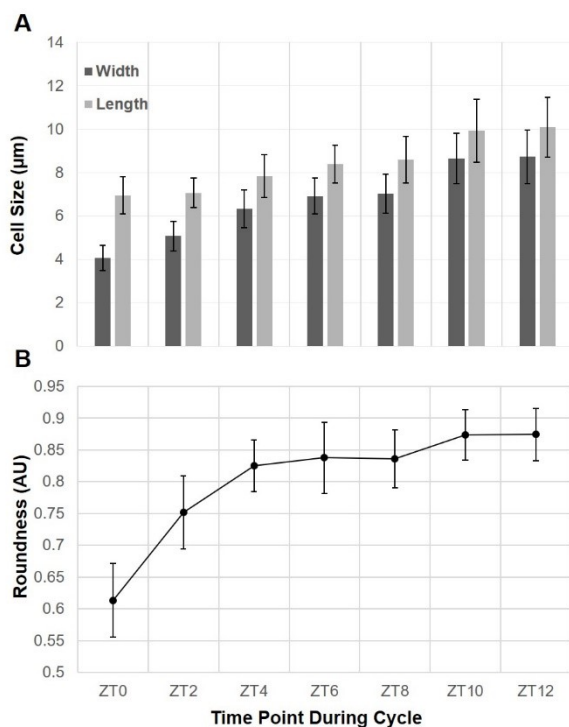 A
14
12
10
8
6
4
2
0
Cell Size (µm)
Width
Length
B
0.95
0.9
0.85
0.8
0.75
0.7
0.65
0.6
0.55
0.5
Roundness (AU)
ZT0 ZT2 ZT4 ZT6 ZT8 ZT10 ZT12
Time Point During Cycle